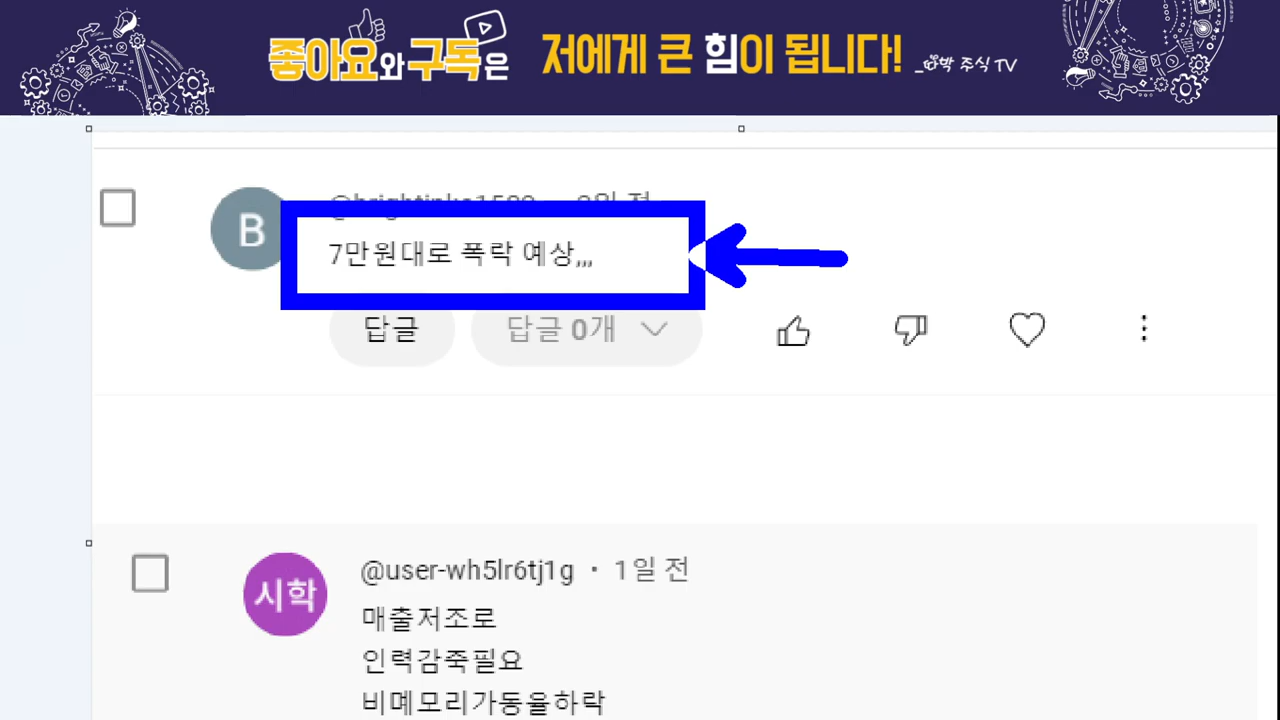 좋아요와구독은 저에게 큰 힘이 됩니다!
주식 TV
B
7만원대로 폭락 예상,,,
답글 답글 0개
시학 @user-wh5lr6tj1g · 1일 전
매출저조로
인력감축필요
비메모리가동율하락